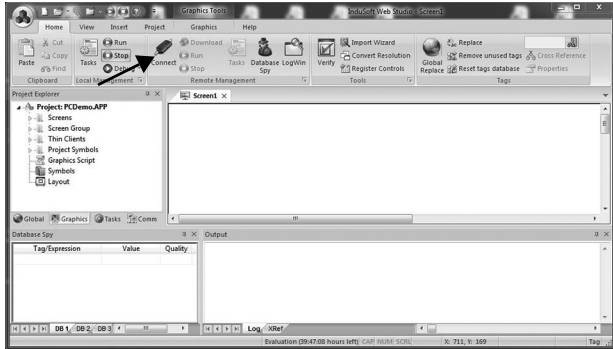 Graphics Tools
InduSoft Web Studio - Screen1
Home View Insert Project Graphics Help
Paste
Cut
Copy
Find
Clipboard
Tasks
Run
Stop
Debug
Local Management
Connect
Download
Run
Stop
Tasks
Database Spy
LogWin
Remote Management
Verify
Import Wizard
Convert Resolution
Register Controls
Tools
Global Replace
Replace
Remove unused tags
Reset tags database
Cross Reference
Properties
Tags
Project Explorer
Project: PCDemo.APP
Screens
Screen Group
Thin Clients
Project Symbols
Graphics Script
Symbols
Layout
Global Graphics Tasks Comm
Screen1
Database Spy
Tag/Expression Value Quality
DB 1 DB 2 DB 3
Output
Log XRef
Evaluation (39:47:08 hours left) CAP NUM SCRL X: 711, Y: 169 Tag